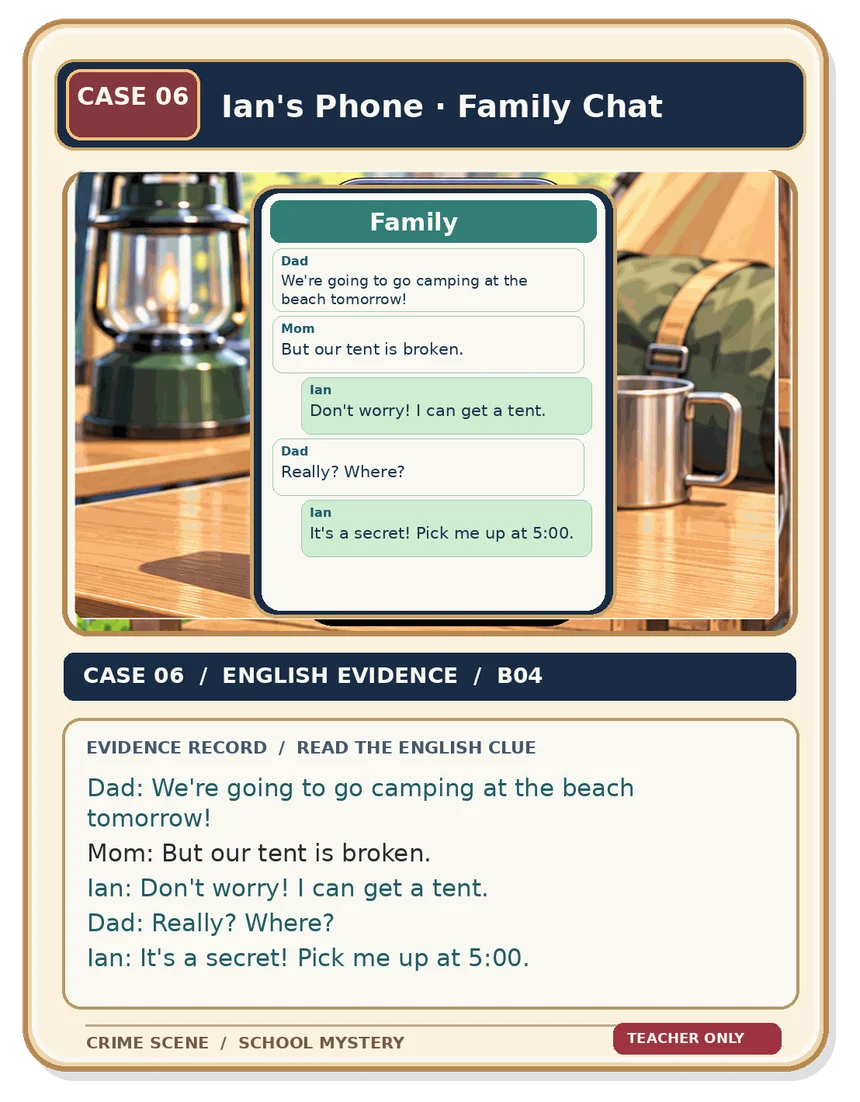 CASE 06
Ian's Phone · Family Chat
Family
Dad
We're going to go camping at the
beach tomorrow!
Mom
But our tent is broken.
Ian
Don't worry! I can get a tent.
Dad
Really? Where?
Ian
It's a secret! Pick me up at 5:00.
CASE 06 / ENGLISH EVIDENCE / B04
EVIDENCE RECORD / READ THE ENGLISH CLUE
Dad: We're going to go camping at the beach
tomorrow!
Mom: But our tent is broken.
Ian: Don't worry! I can get a tent.
Dad: Really? Where?
Ian: It's a secret! Pick me up at 5:00.
CRIME SCENE / SCHOOL MYSTERY
TEACHER ONLY